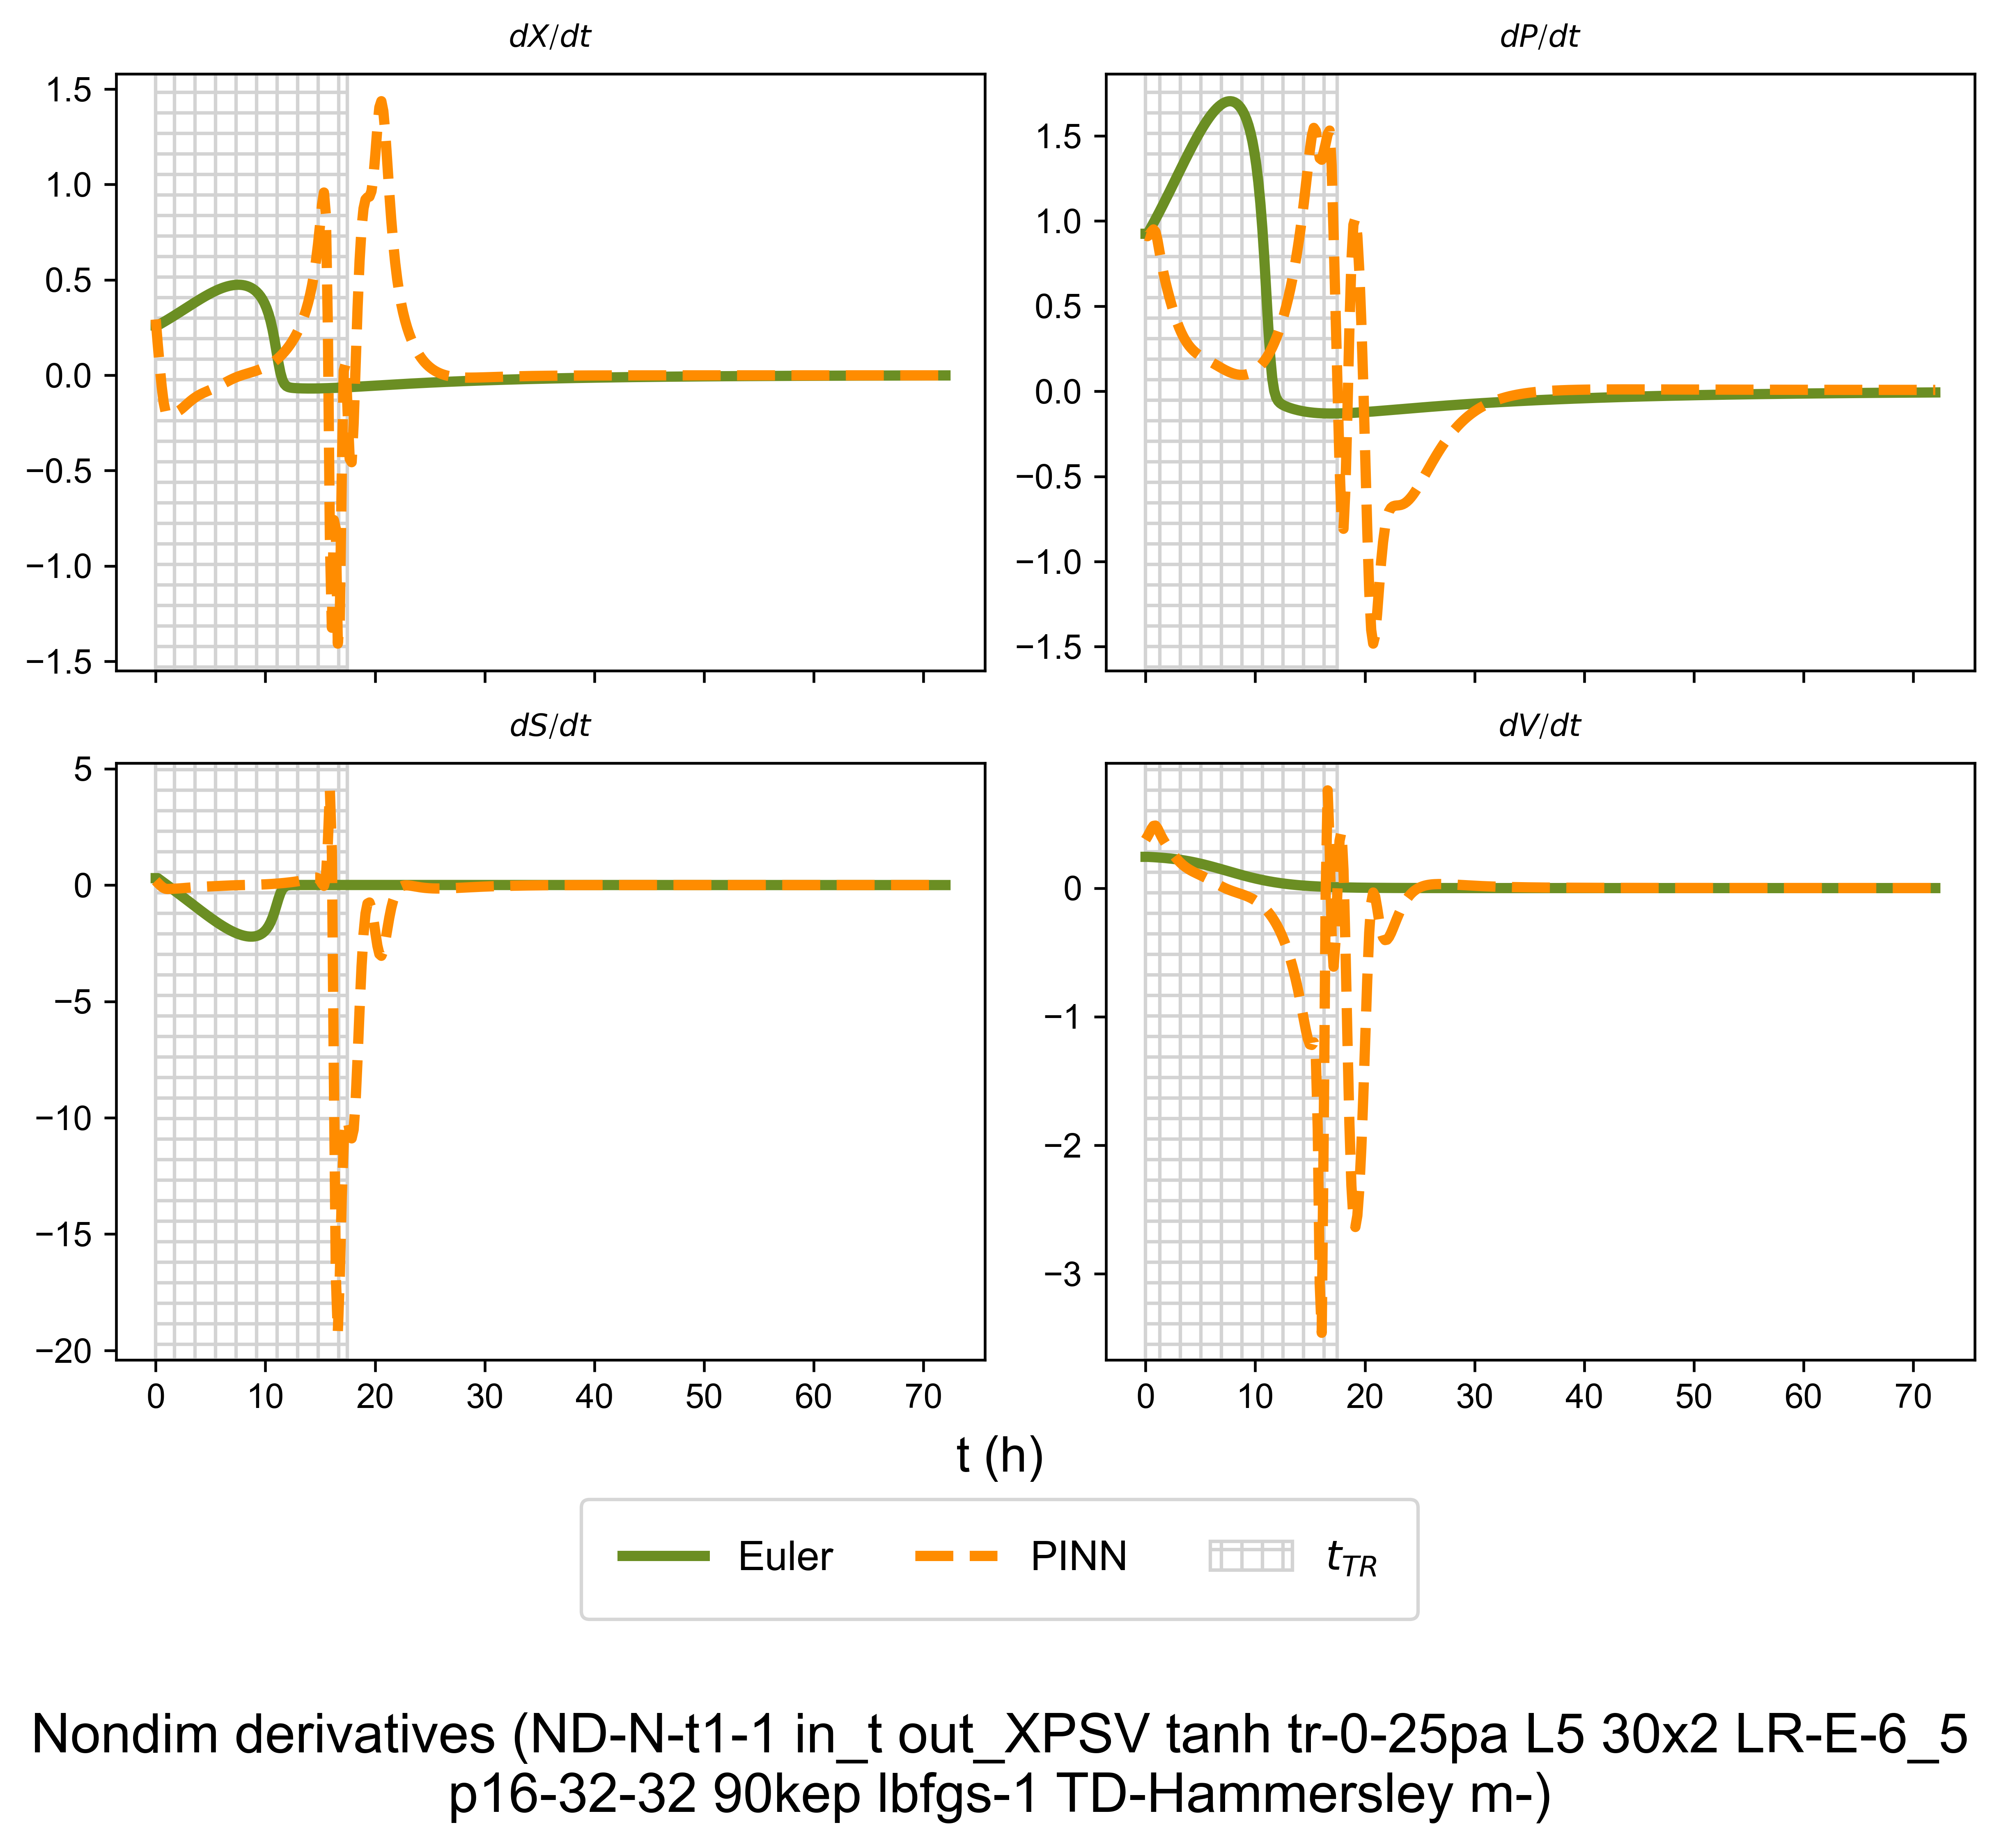 dX/dt
dP/dt
1.5
1.0
0.5
0.0
−0.5
−1.0
−1.5
1.5
1.0
0.5
0.0
−0.5
−1.0
−1.5
dS/dt
dV/dt
5
0
−5
−10
−15
−20
0
−1
−2
−3
0 10 20 30 40 50 60 70
0 10 20 30 40 50 60 70
t (h)
Euler PINN t_{TR}
Nondim derivatives (ND-N-t1-1 in_t out_XPSV tanh tr-0-25pa L5 30x2 LR-E-6_5
p16-32-32 90kep lbfgs-1 TD-Hammersley m-)